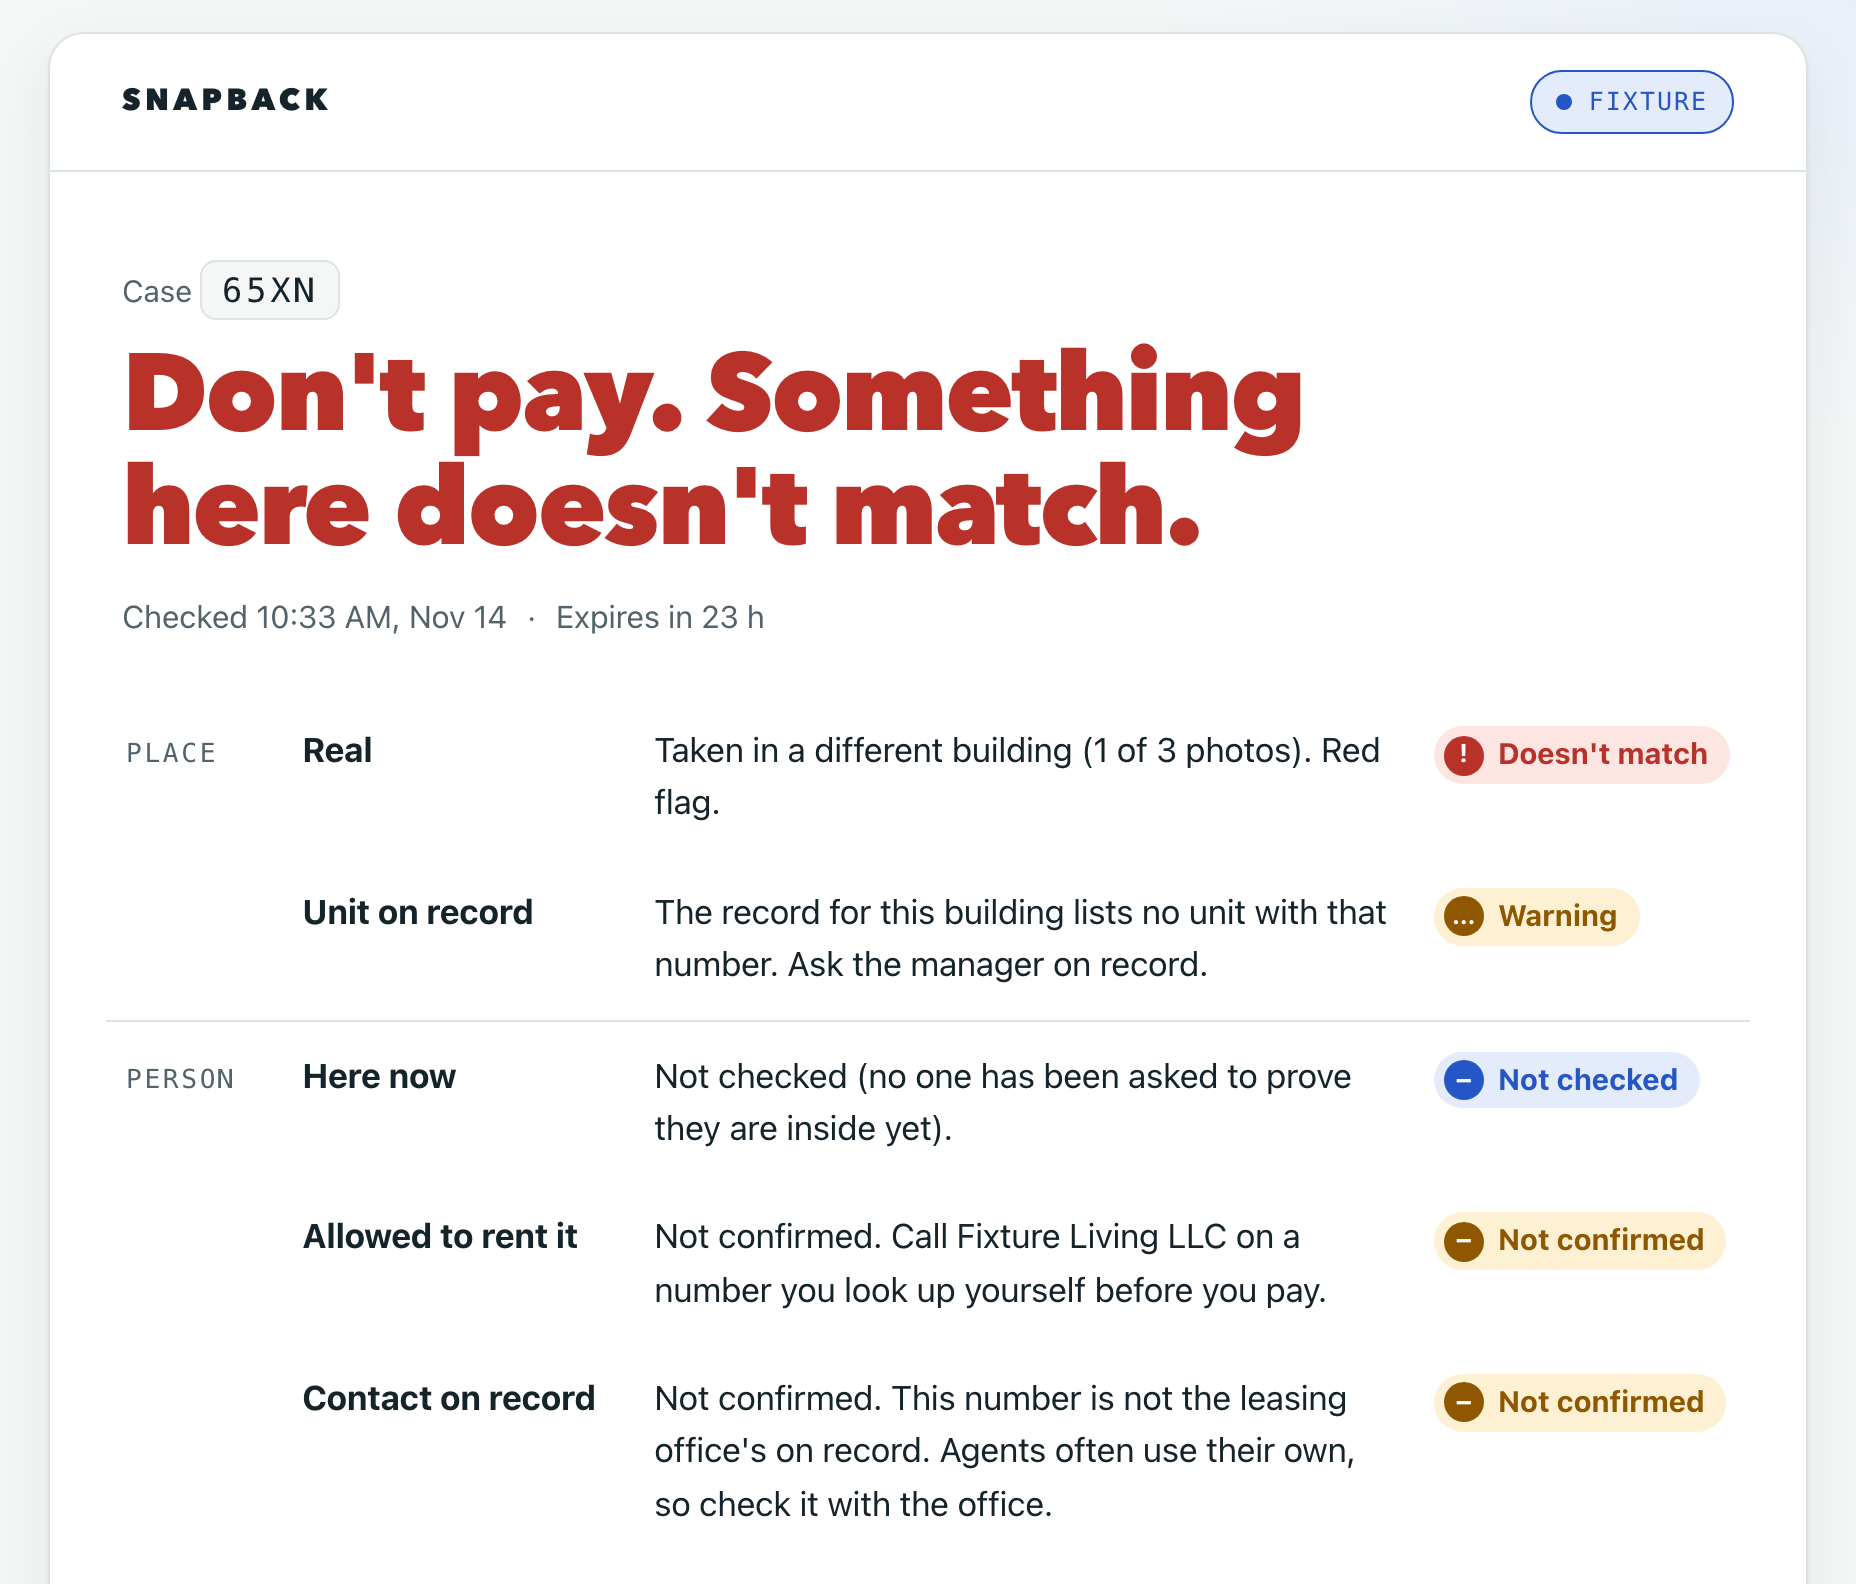 SNAPBACK
FIXTURE
Case 65XN
Don't pay. Something
here doesn't match.
Checked 10:33 AM, Nov 14 · Expires in 23 h
PLACE
Real
Taken in a different building (1 of 3 photos). Red
flag.
! Doesn't match
Unit on record
The record for this building lists no unit with that
number. Ask the manager on record.
... Warning
PERSON
Here now
Not checked (no one has been asked to prove
they are inside yet).
– Not checked
Allowed to rent it
Not confirmed. Call Fixture Living LLC on a
number you look up yourself before you pay.
– Not confirmed
Contact on record
Not confirmed. This number is not the leasing
office's on record. Agents often use their own,
so check it with the office.
– Not confirmed